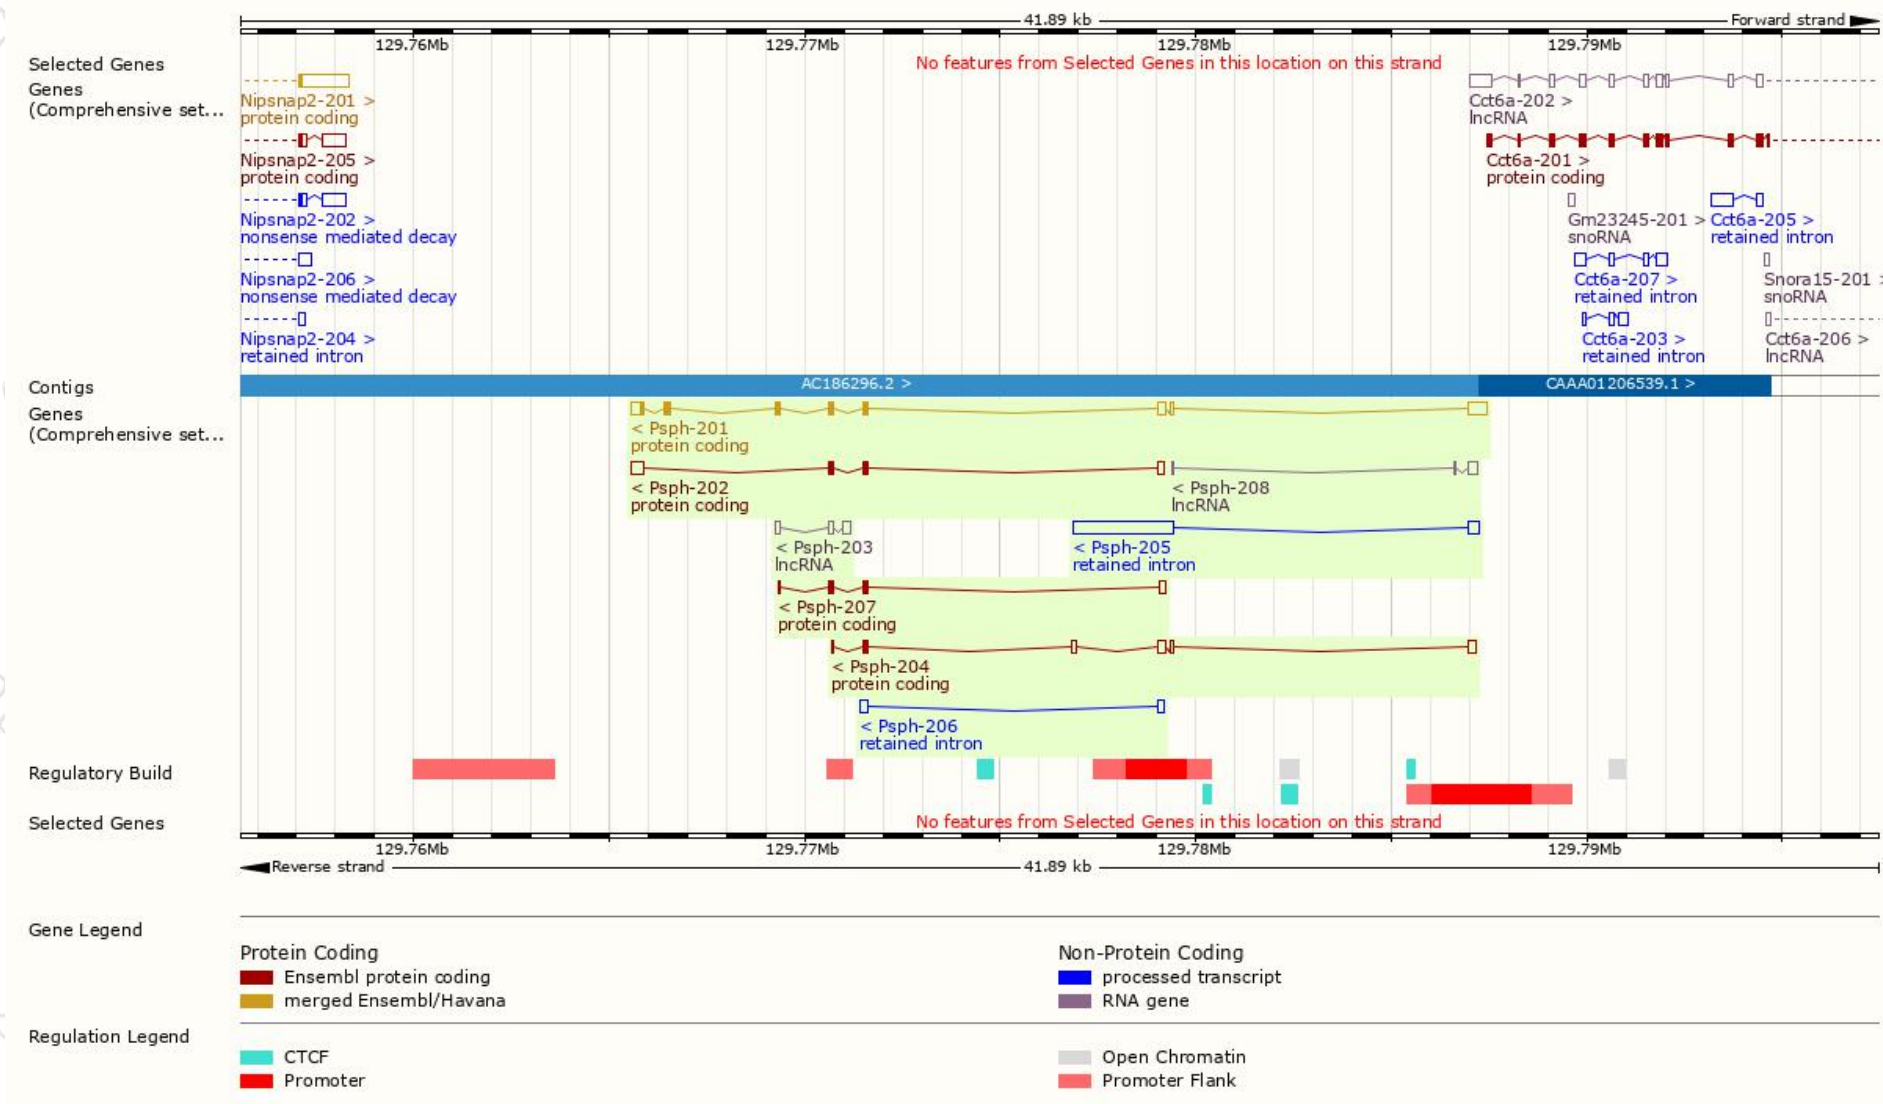 41.89 kb
Forward strand
129.76Mb 129.77Mb 129.78Mb 129.79Mb
Selected Genes
No features from Selected Genes in this location on this strand
Genes
(Comprehensive set...
Nipsnap2-201 >
protein coding
Cct6a-202 >
lncRNA
Nipsnap2-205 >
protein coding
Cct6a-201 >
protein coding
Nipsnap2-202 >
nonsense mediated decay
Gm23245-201 >
snoRNA
Cct6a-205 >
retained intron
Nipsnap2-206 >
nonsense mediated decay
Cct6a-207 >
retained intron
Snora15-201 >
snoRNA
Nipsnap2-204 >
retained intron
Cct6a-203 >
retained intron
Cct6a-206 >
lncRNA
Contigs
AC186296.2 >
CAAA01206539.1 >
Genes
(Comprehensive set...
< Psph-201
protein coding
< Psph-202
protein coding
< Psph-208
lncRNA
< Psph-203
lncRNA
< Psph-205
retained intron
< Psph-207
protein coding
< Psph-204
protein coding
< Psph-206
retained intron
Regulatory Build
Selected Genes
No features from Selected Genes in this location on this strand
129.76Mb 129.77Mb 129.78Mb 129.79Mb
Reverse strand
41.89 kb
Gene Legend
Protein Coding
Ensembl protein coding
merged Ensembl/Havana
Non-Protein Coding
processed transcript
RNA gene
Regulation Legend
CTCF
Promoter
Open Chromatin
Promoter Flank